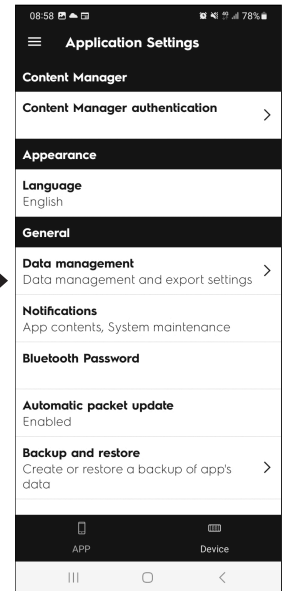 08:58 78%
Application Settings
Content Manager
Content Manager authentication
Appearance
Language
English
General
Data management
Data management and export settings
Notifications
App contents, System maintenance
Bluetooth Password
Automatic packet update
Enabled
Backup and restore
Create or restore a backup of app's
data
APP Device